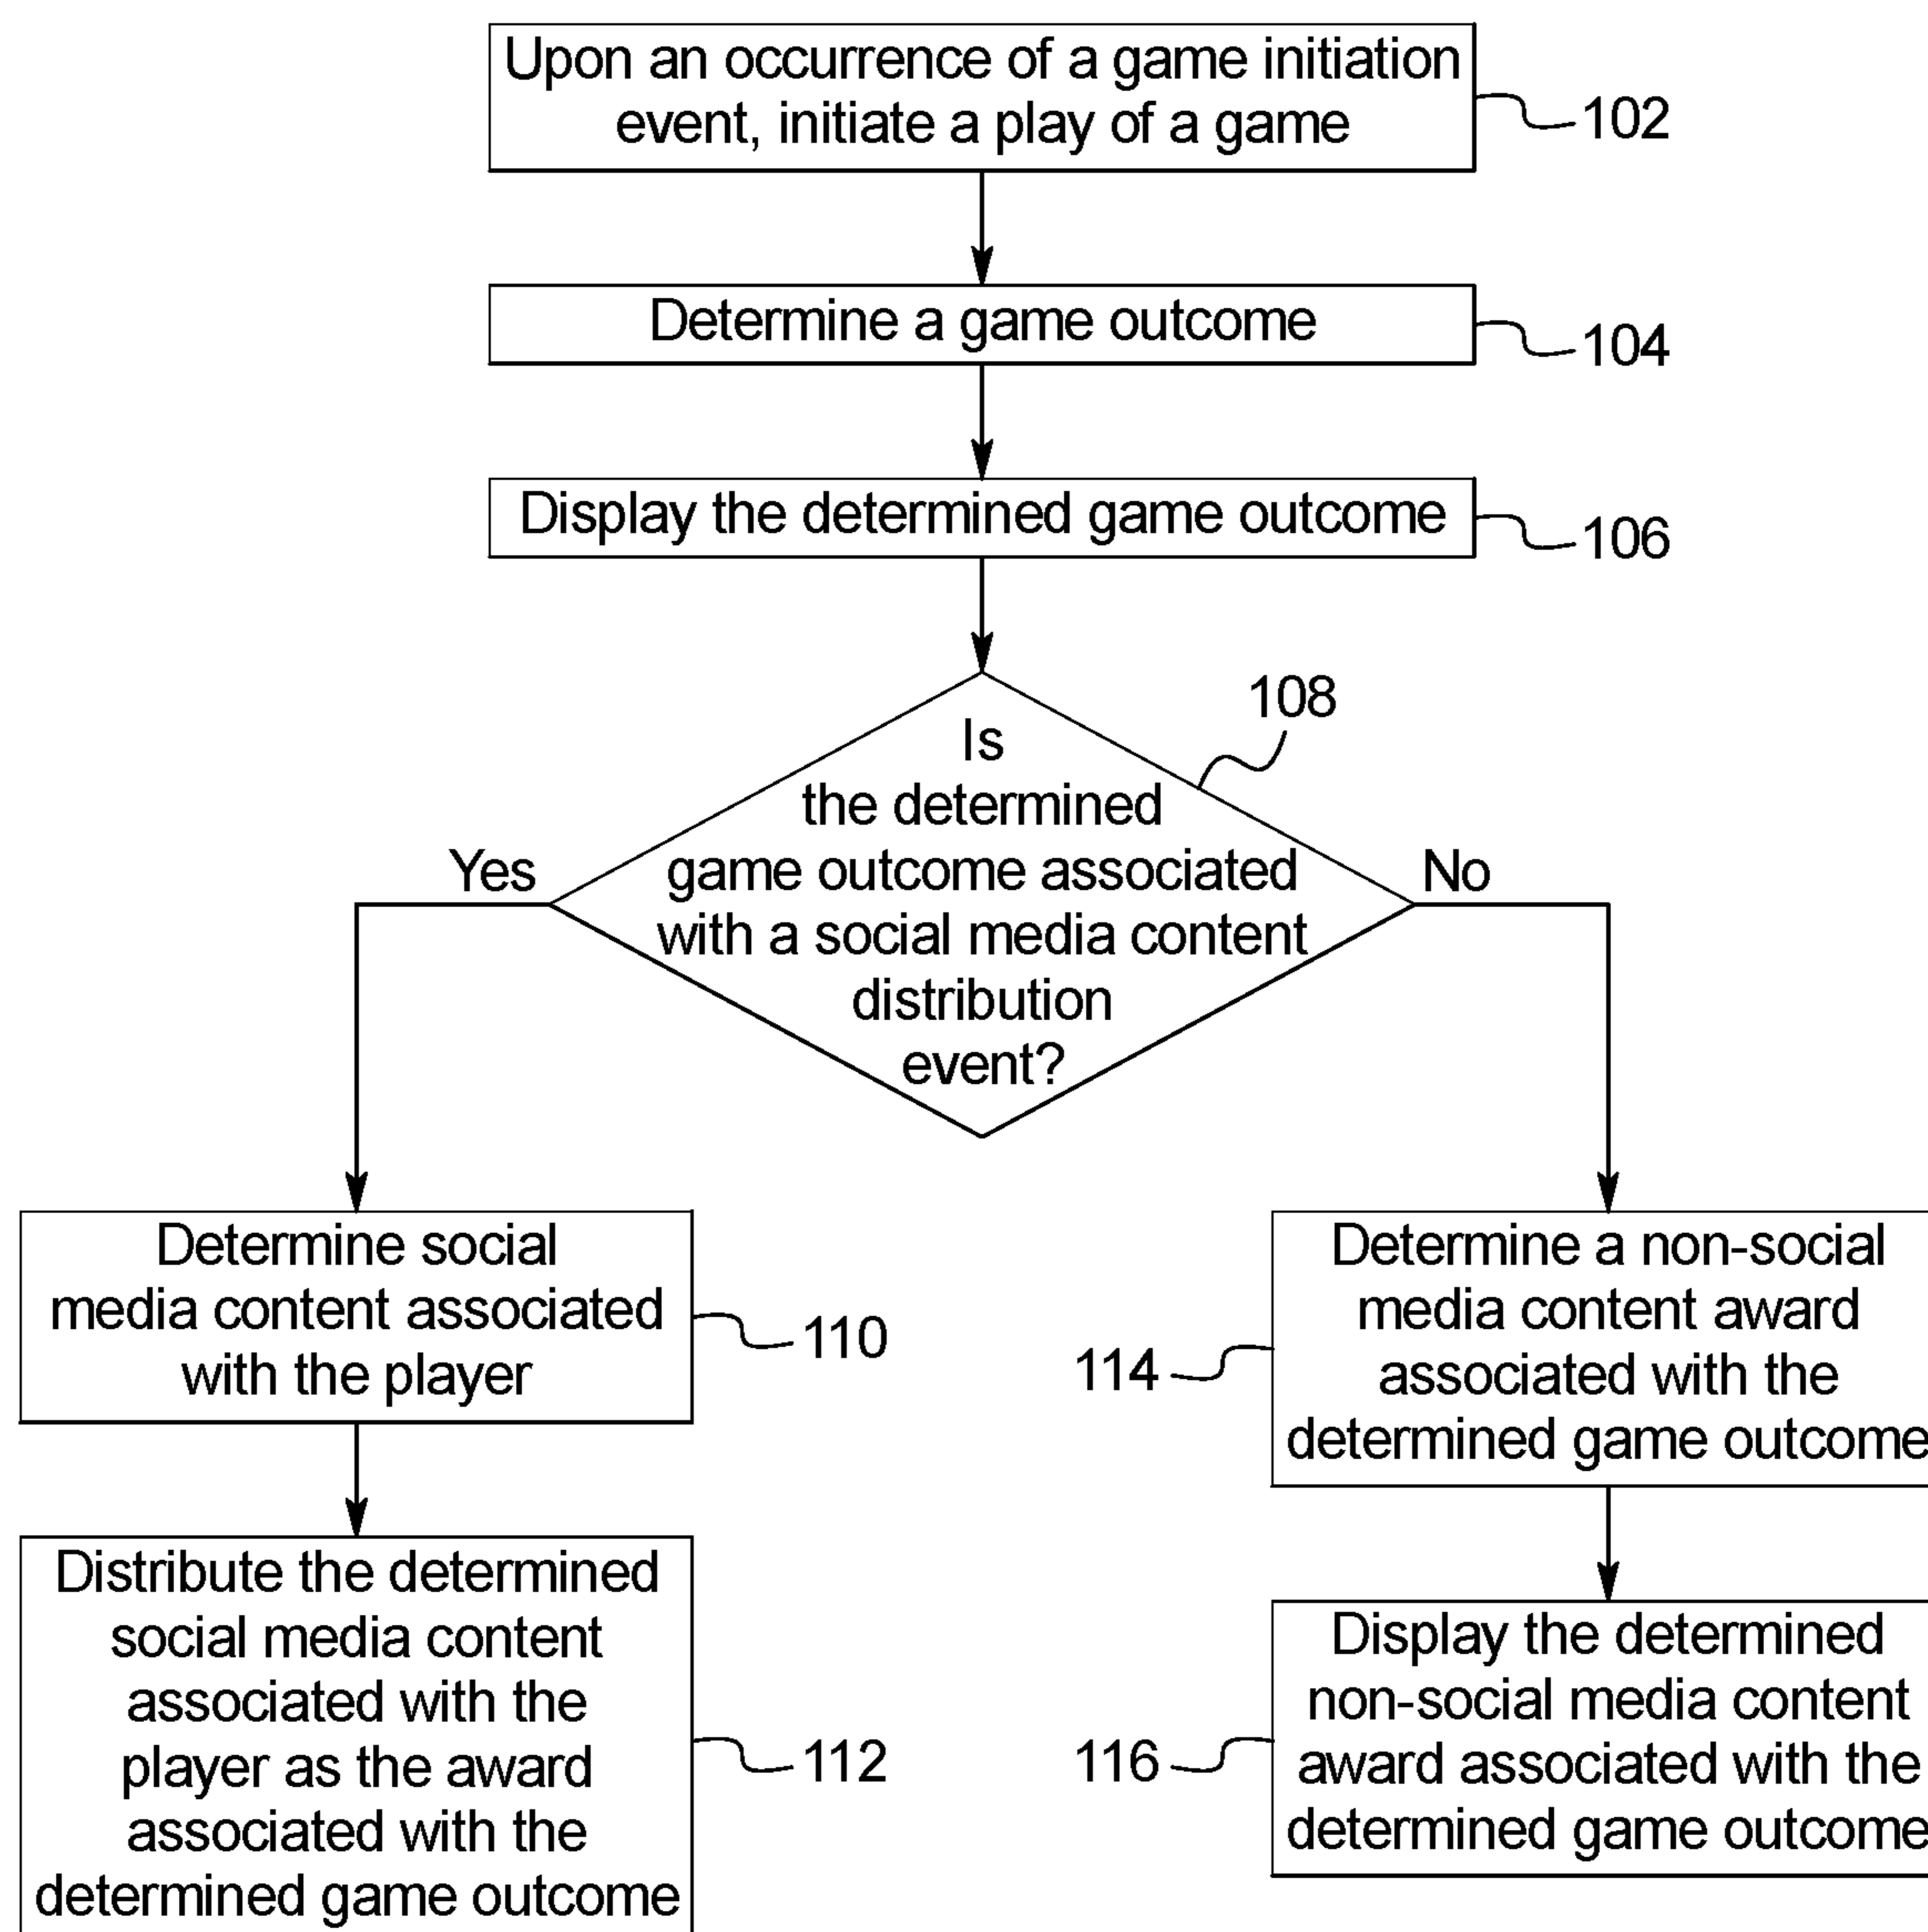 Upon an occurrence of a game initiation
event, initiate a play of a game
102
Determine a game outcome
104
Display the determined game outcome
106
108
Is
the determined
game outcome associated
with a social media content
distribution
event?
Yes
No
Determine social
media content associated
with the player
110
Distribute the determined
social media content
associated with the
player as the award
associated with the
determined game outcome
112
Determine a non-social
media content award
associated with the
determined game outcome
114
Display the determined
non-social media content
award associated with the
determined game outcome
116